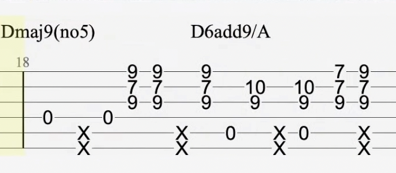 Dmaj9(no5) D6add9/A
18
9 9 9 7 9
7 7 7 10 10 7 7
9 9 9 9 9 9 9
0 0
X X 0 X 0 X
X X X X